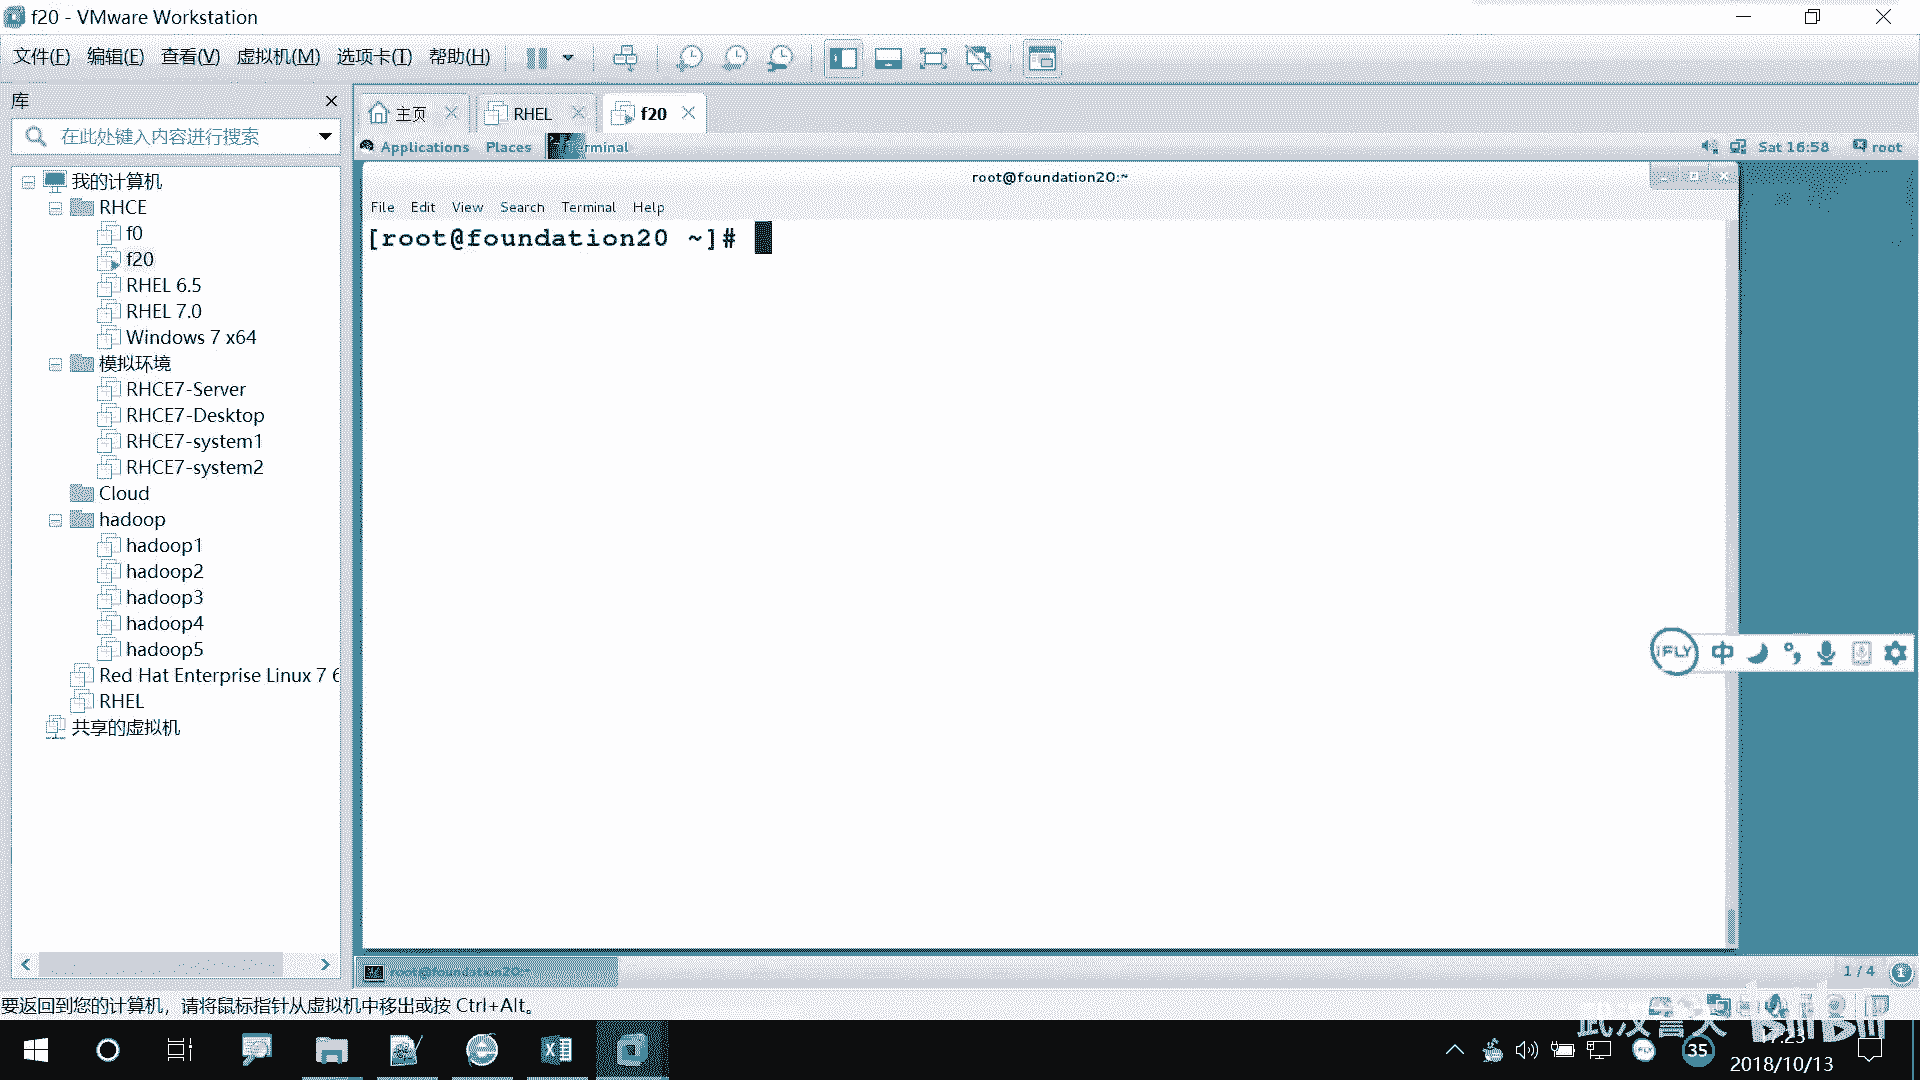 f20 - VMware Workstation
文件(F) 编辑(E) 查看(V) 虚拟机(M) 选项卡(T) 帮助(H)
库
在此处键入内容进行搜索
我的计算机
RHCE
f0
f20
RHEL 6.5
RHEL 7.0
Windows 7 x64
模拟环境
RHCE7-Server
RHCE7-Desktop
RHCE7-system1
RHCE7-system2
Cloud
hadoop
hadoop1
hadoop2
hadoop3
hadoop4
hadoop5
Red Hat Enterprise Linux 7 6
RHEL
共享的虚拟机
主页 RHEL f20
Applications Places Terminal Sat 16:58 root
root@foundation20:~
File Edit View Search Terminal Help
[root@foundation20 ~]#
iFLY 中
root@foundation20:~
1 / 4
要返回到您的计算机，请将鼠标指针从虚拟机中移出或按 Ctrl+Alt。
bilibili
35
17:23
2018/10/13